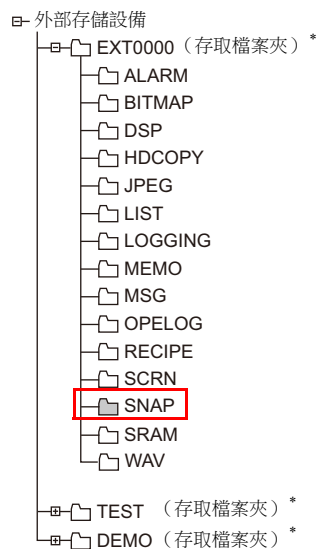 外部存儲設備
EXT0000（存取檔案夾）*
ALARM
BITMAP
DSP
HDCOPY
JPEG
LIST
LOGGING
MEMO
MSG
OPELOG
RECIPE
SCRN
SNAP
SRAM
WAV
TEST （存取檔案夾）*
DEMO（存取檔案夾）*